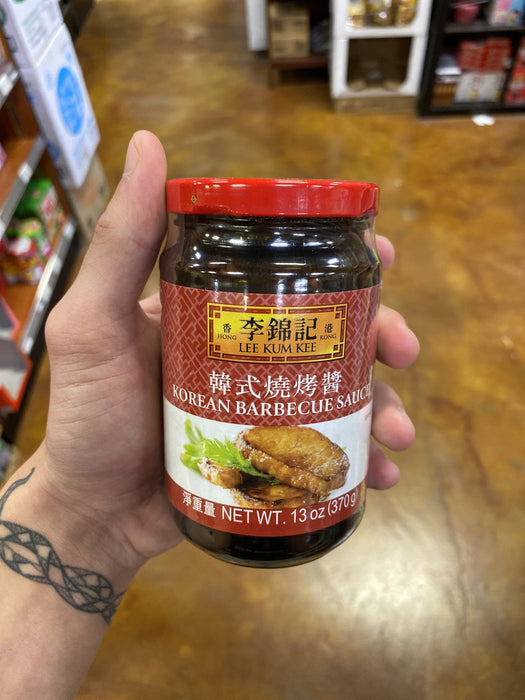 香 李錦記 港
HONG LEE KUM KEE KONG
韓式燒烤醬
KOREAN BARBECUE SAUCE
淨重量 NET WT. 13 oz (370g)